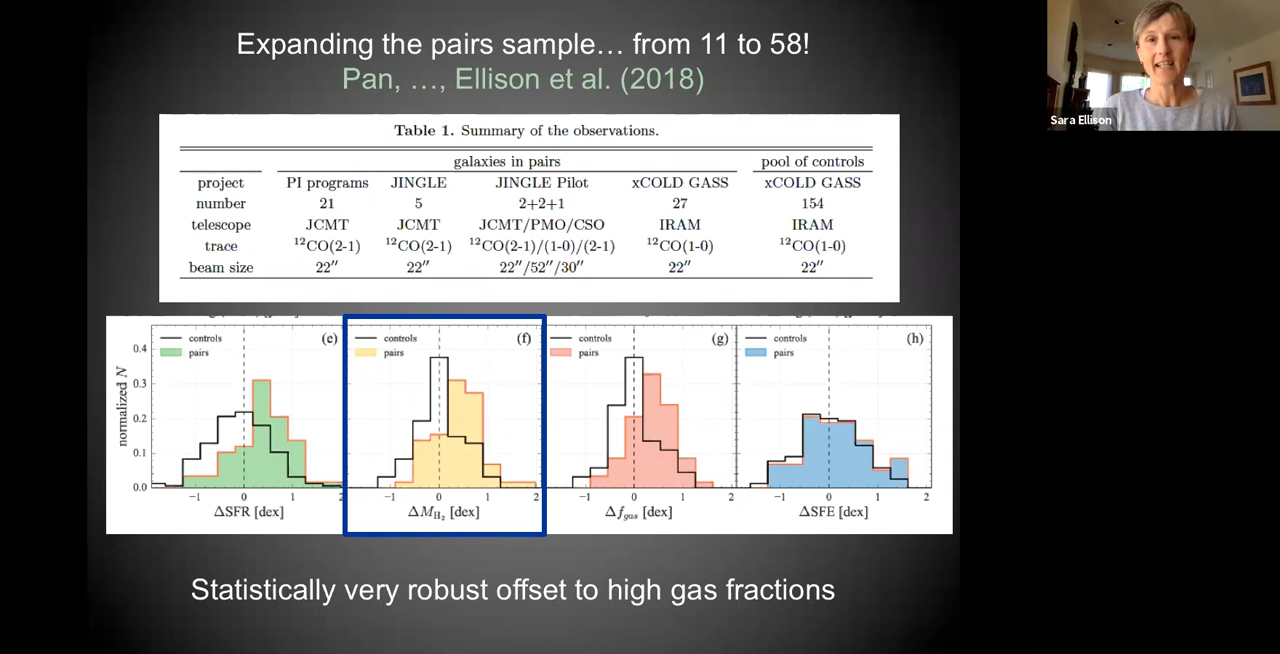 Expanding the pairs sample… from 11 to 58!
Pan, …, Ellison et al. (2018)
Sara Ellison
Table 1. Summary of the observations.
galaxies in pairs pool of controls
project PI programs JINGLE JINGLE Pilot xCOLD GASS xCOLD GASS
number 21 5 2+2+1 27 154
telescope JCMT JCMT JCMT/PMO/CSO IRAM IRAM
trace ¹²CO(2-1) ¹²CO(2-1) ¹²CO(2-1)/(1-0)/(2-1) ¹²CO(1-0) ¹²CO(1-0)
beam size 22″ 22″ 22″/52″/30″ 22″ 22″
controls (e) controls (f) controls (g) controls (h)
pairs pairs pairs pairs
normalized N
0.4
0.3
0.2
0.1
0.0
−1 0 1 2 −1 0 1 2 −1 0 1 2 −1 0 1 2
ΔSFR [dex] ΔM_H₂ [dex] Δf_gas [dex] ΔSFE [dex]
Statistically very robust offset to high gas fractions